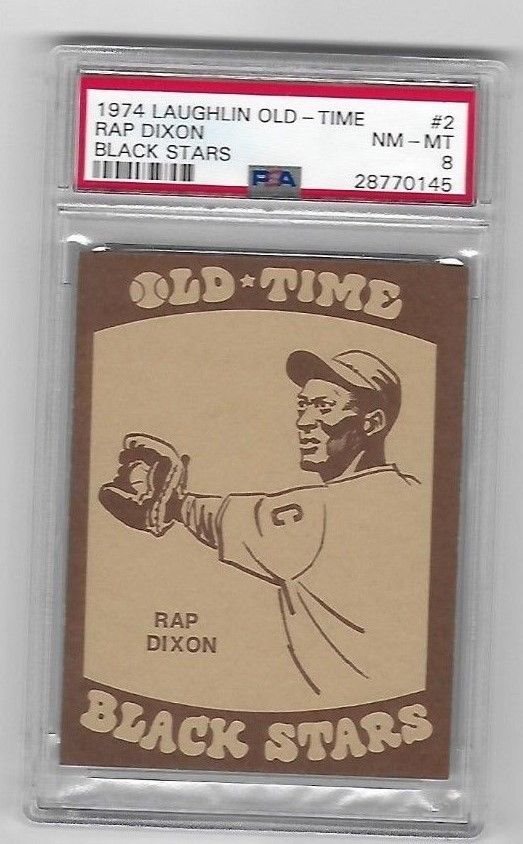 1974 LAUGHLIN OLD-TIME #2
RAP DIXON NM-MT
BLACK STARS 8
PSA 28770145
OLD★TIME
C
RAP
DIXON
BLACK STARS